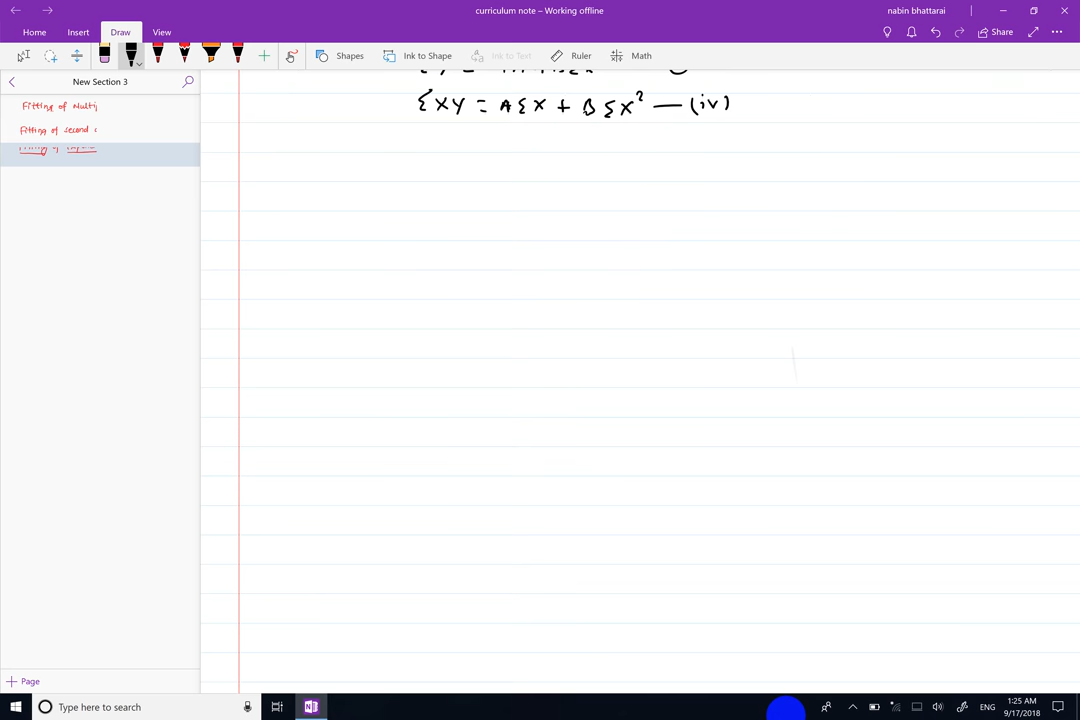 curriculum note – Working offline
nabin bhattarai
Home Insert Draw View
Share
Shapes Ink to Shape Ink to Text Ruler Math
New Section 3
Fitting of Multi
Fitting of second
Fitting of
ΣXY = AΣX + BΣX² — (iv)
+ Page
Type here to search
ENG
1:25 AM
9/17/2018